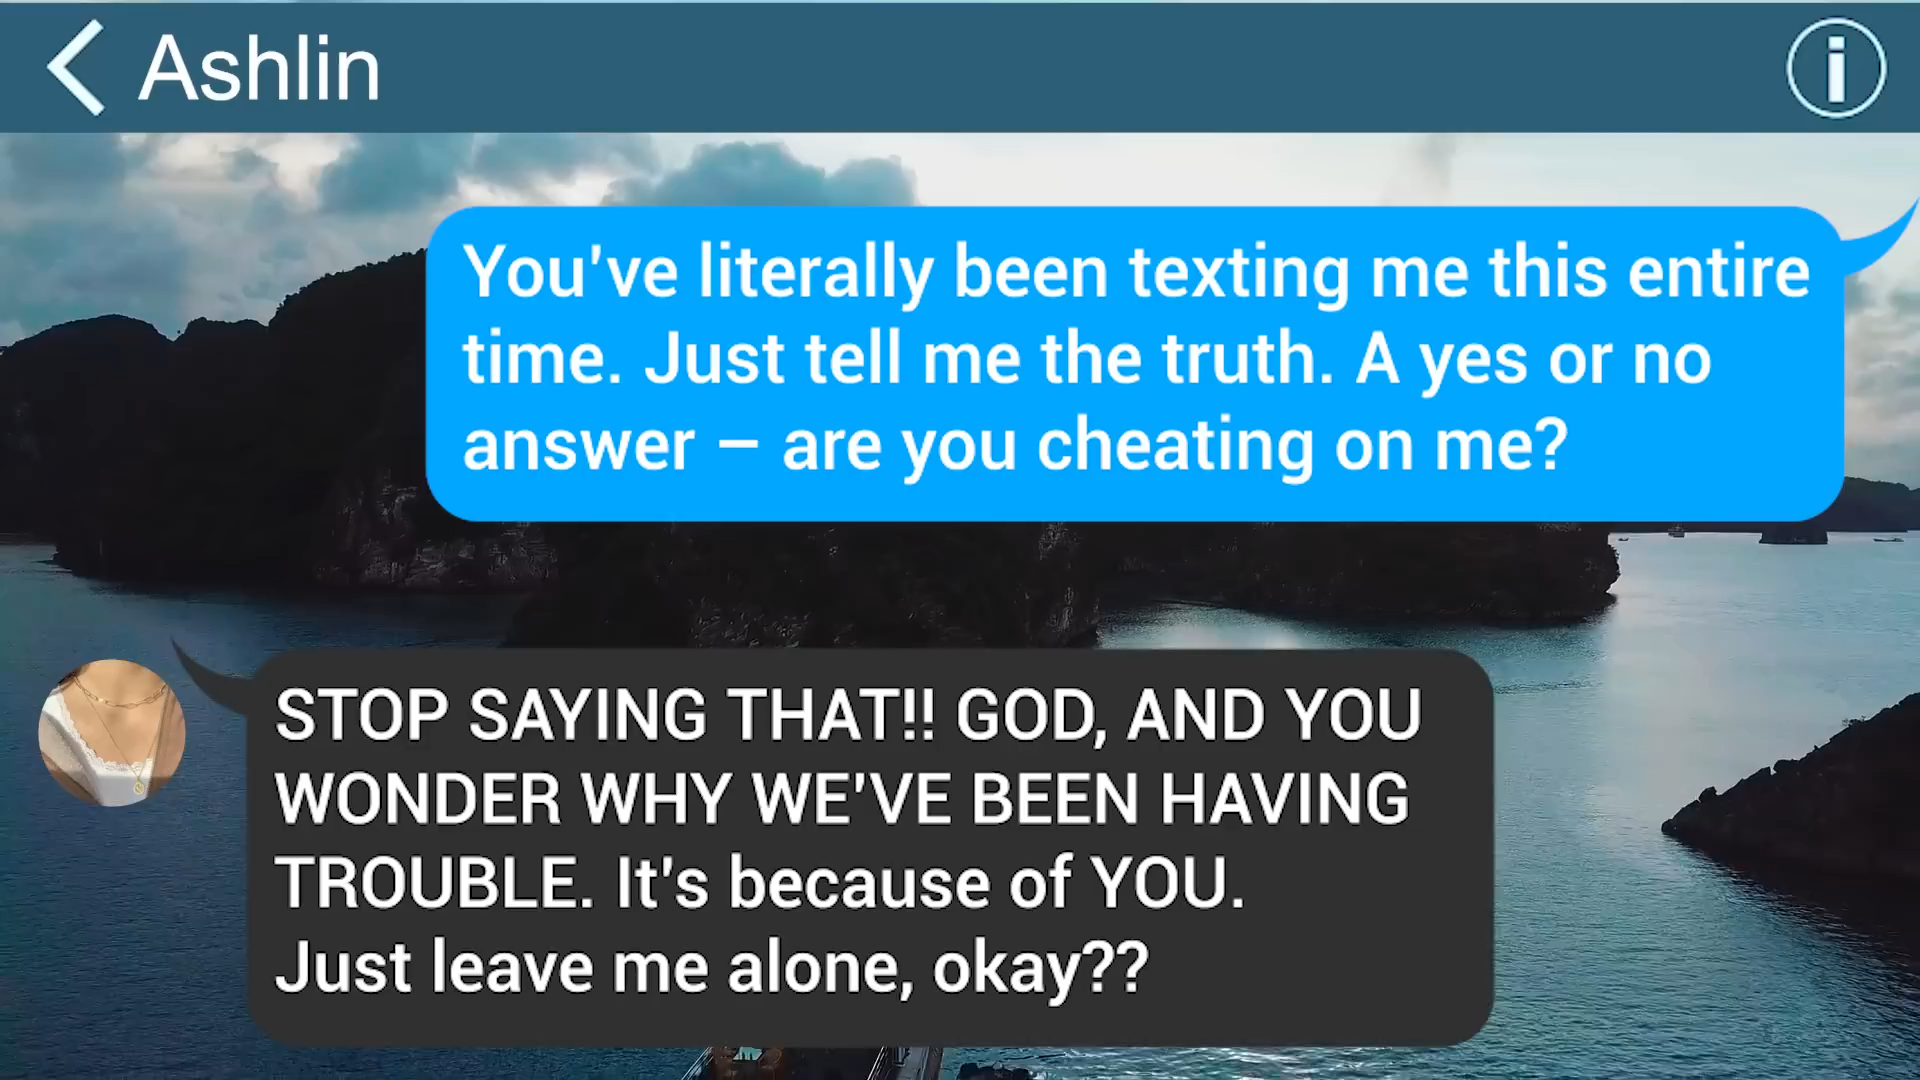 Ashlin
You've literally been texting me this entire
time. Just tell me the truth. A yes or no
answer – are you cheating on me?
STOP SAYING THAT!! GOD, AND YOU
WONDER WHY WE'VE BEEN HAVING
TROUBLE. It's because of YOU.
Just leave me alone, okay??